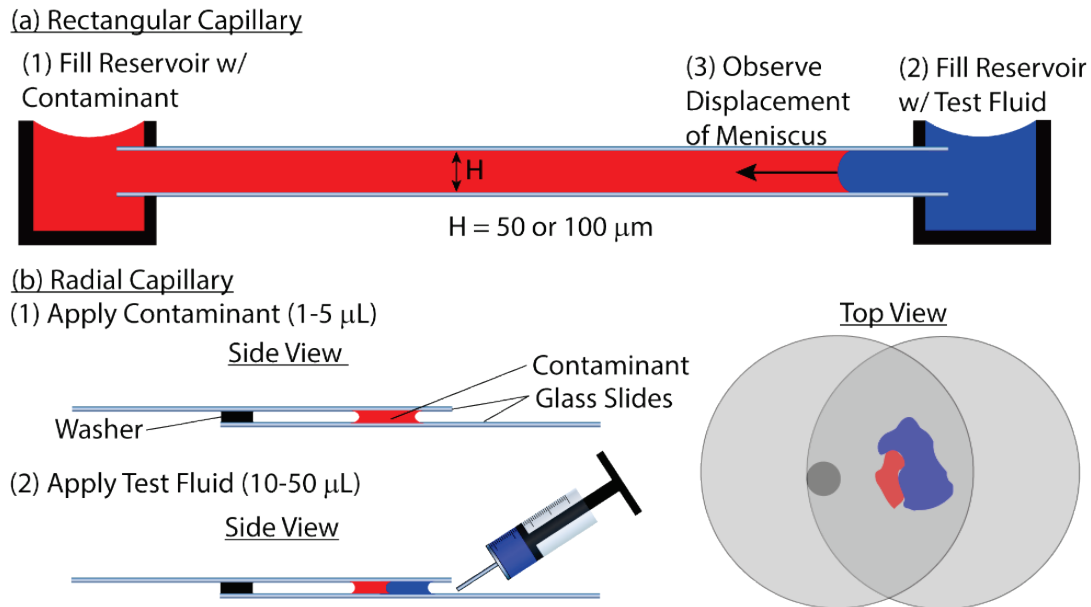 (a) Rectangular Capillary
(1) Fill Reservoir w/
Contaminant
(3) Observe
Displacement
of Meniscus
(2) Fill Reservoir
w/ Test Fluid
H
H = 50 or 100 μm
(b) Radial Capillary
(1) Apply Contaminant (1-5 μL)
Side View
Contaminant
Glass Slides
Washer
(2) Apply Test Fluid (10-50 μL)
Side View
Top View